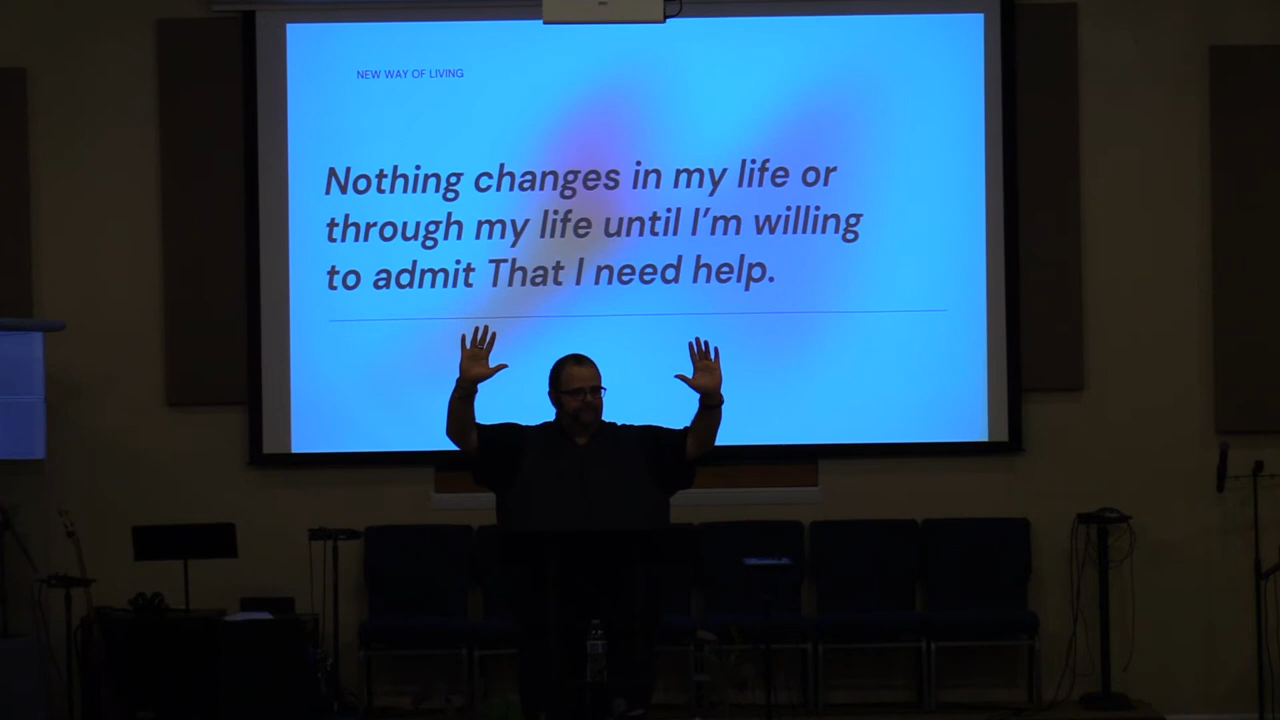 NEW WAY OF LIVING
Nothing changes in my life or
through my life until I'm willing
to admit That I need help.